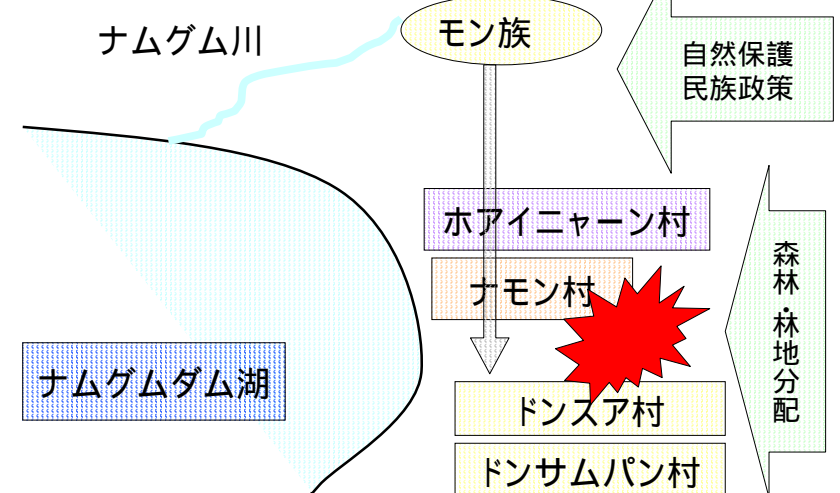 ナムグム川
モン族
自然保護
民族政策
ホアイニャーン村
ナモン村
森林・林地分配
ナムグムダム湖
ドンスア村
ドンサムパン村